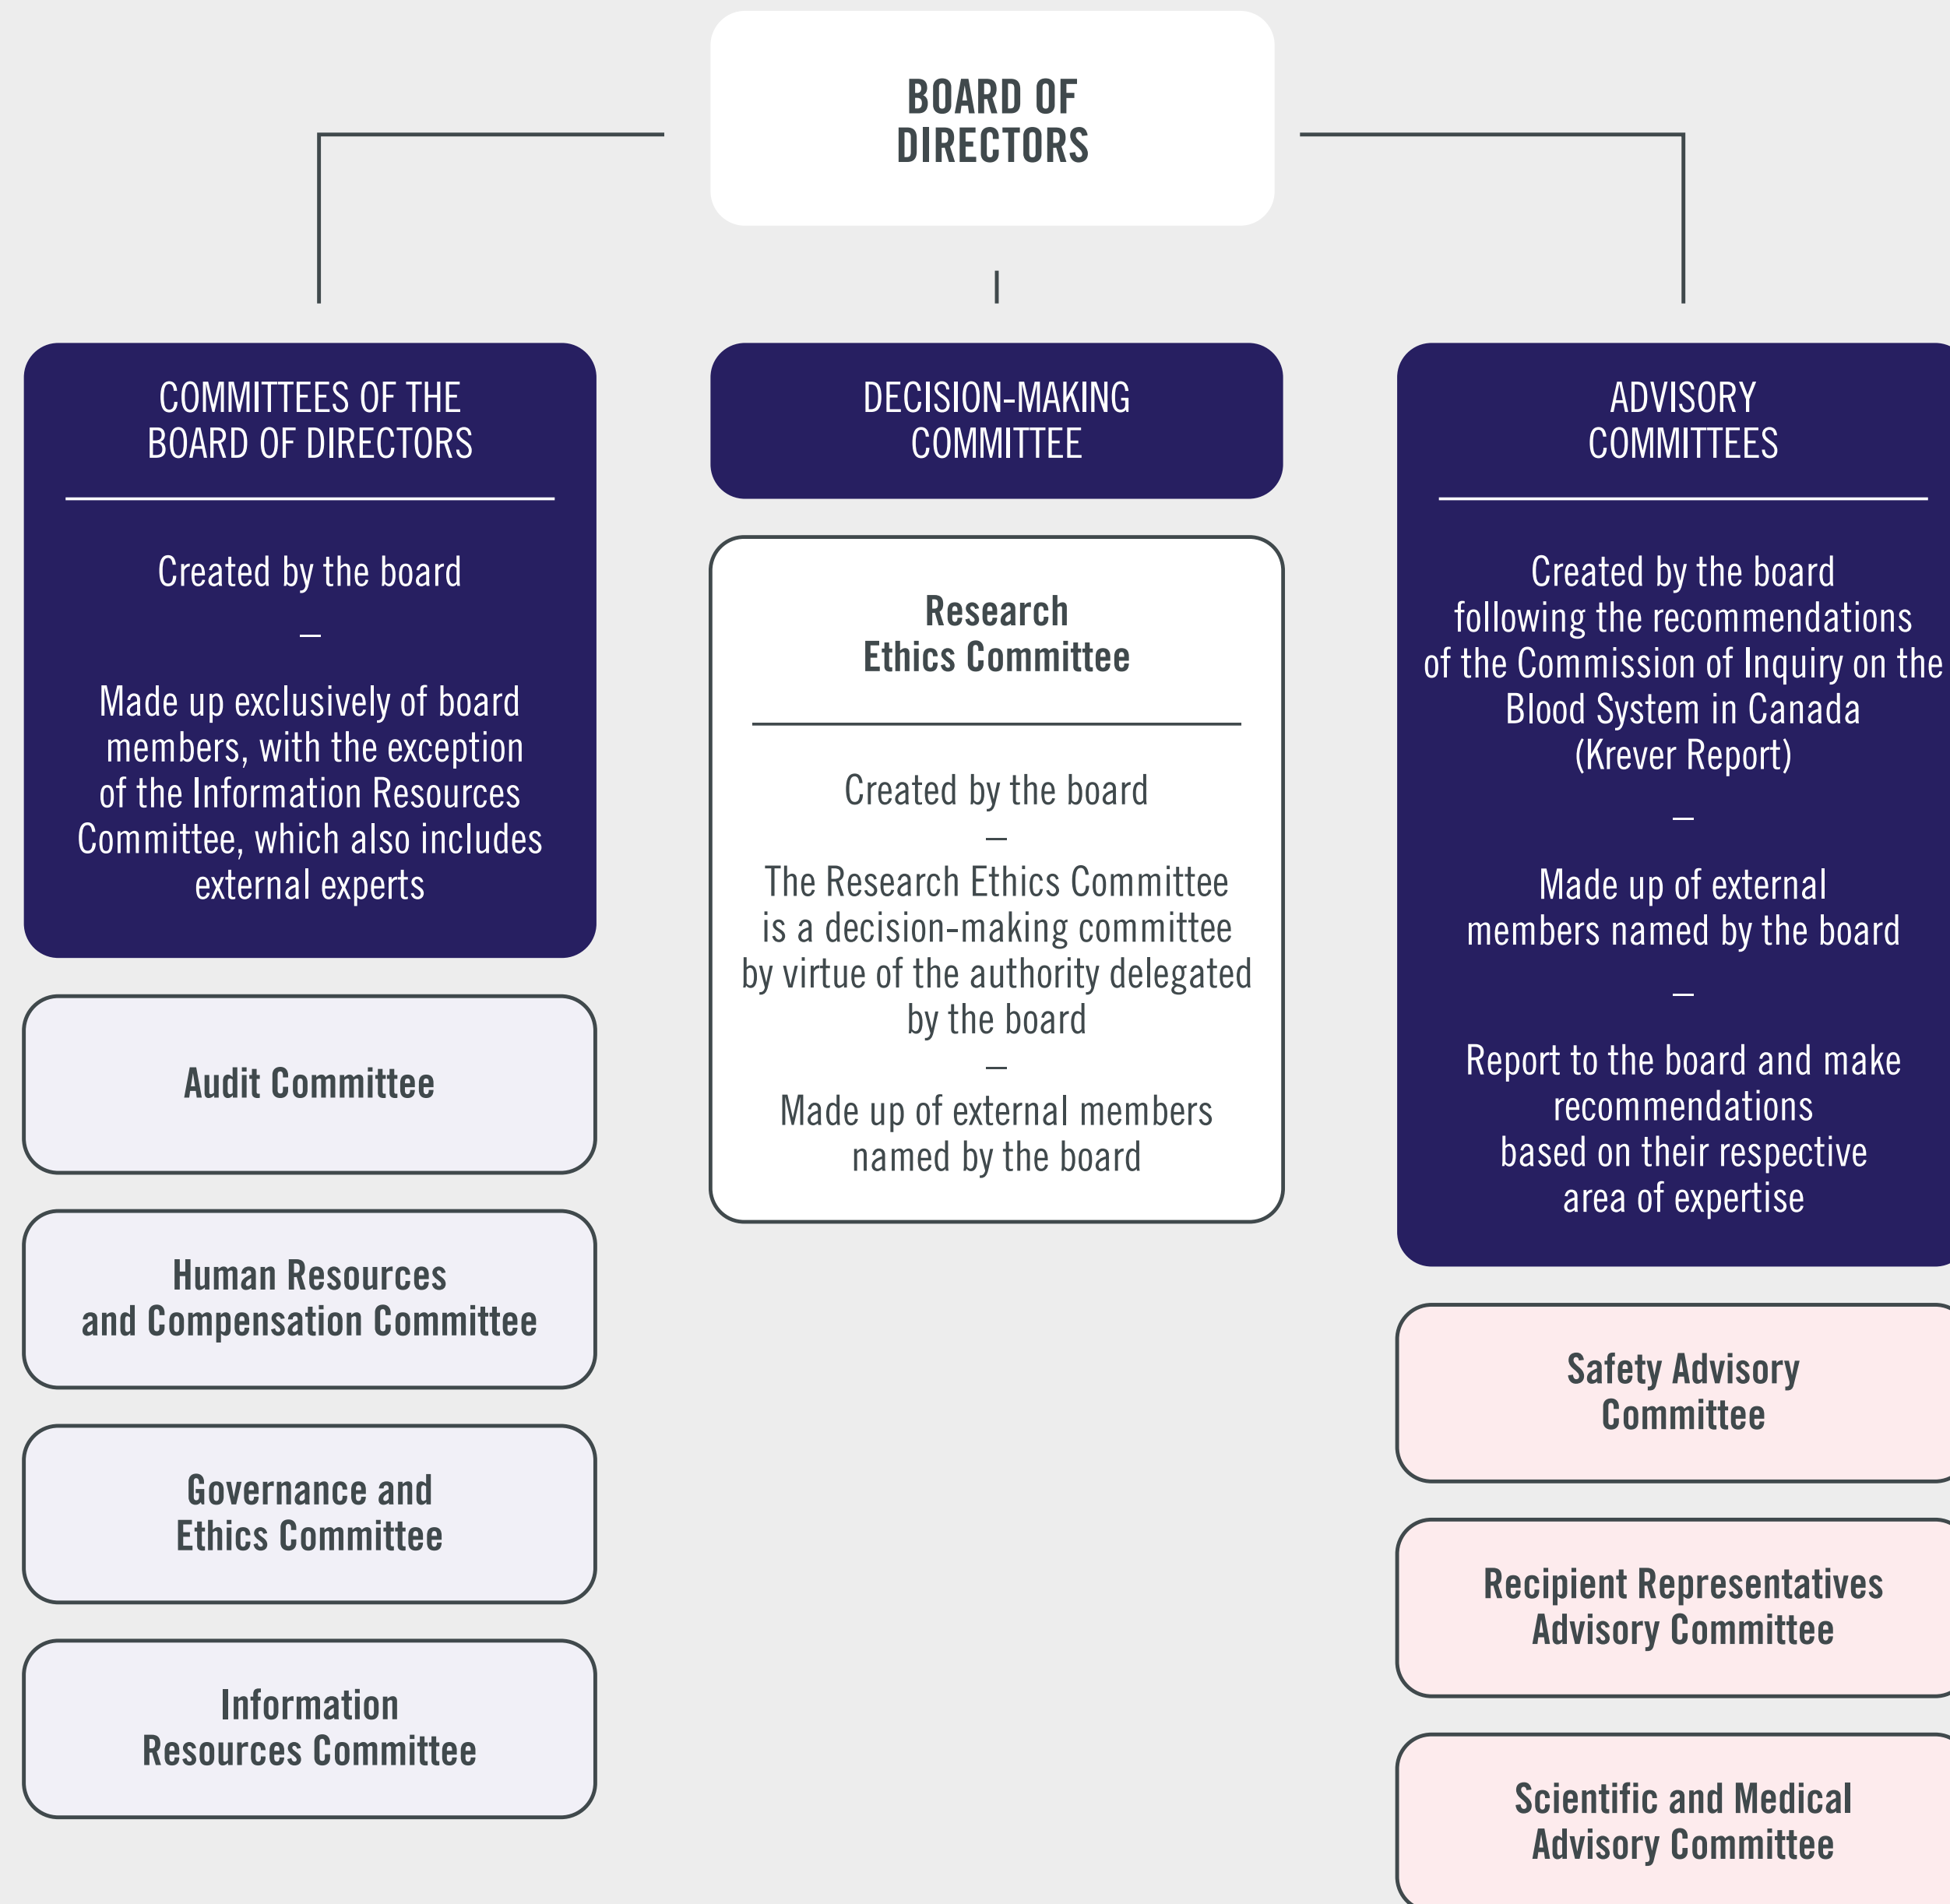 BOARD OF
DIRECTORS
COMMITTEES OF THE
BOARD OF DIRECTORS
Created by the board
–
Made up exclusively of board
members, with the exception
of the Information Resources
Committee, which also includes
external experts
Audit Committee
Human Resources
and Compensation Committee
Governance and
Ethics Committee
Information
Resources Committee
DECISION-MAKING
COMMITTEE
Research
Ethics Committee
Created by the board
–
The Research Ethics Committee
is a decision-making committee
by virtue of the authority delegated
by the board
–
Made up of external members
named by the board
ADVISORY
COMMITTEES
Created by the board
following the recommendations
of the Commission of Inquiry on the
Blood System in Canada
(Krever Report)
–
Made up of external
members named by the board
–
Report to the board and make
recommendations
based on their respective
area of expertise
Safety Advisory
Committee
Recipient Representatives
Advisory Committee
Scientific and Medical
Advisory Committee